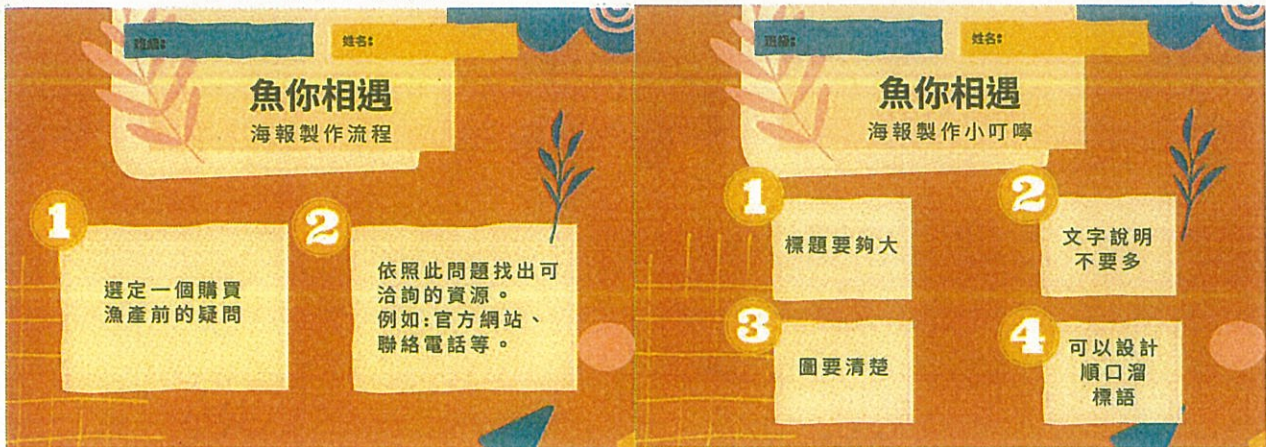 班級:
姓名:
魚你相遇
海報製作流程
1
選定一個購買
漁產前的疑問
2
依照此問題找出可
洽詢的資源。
例如:官方網站、
聯絡電話等。
班級:
姓名:
魚你相遇
海報製作小叮嚀
1
標題要夠大
2
文字說明
不要多
3
圖要清楚
4
可以設計
順口溜
標語